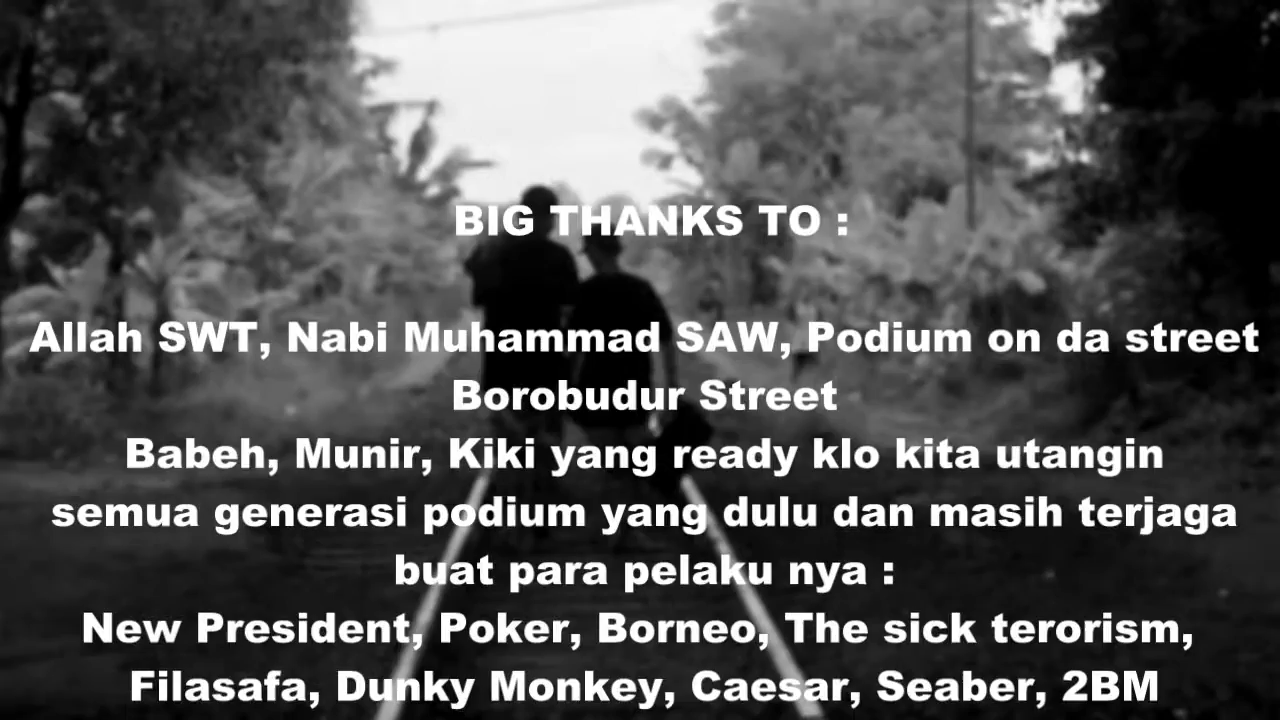 BIG THANKS TO :
Allah SWT, Nabi Muhammad SAW, Podium on da street
Borobudur Street
Babeh, Munir, Kiki yang ready klo kita utangin
semua generasi podium yang dulu dan masih terjaga
buat para pelaku nya :
New President, Poker, Borneo, The sick terorism,
Filasafa, Dunky Monkey, Caesar, Seaber, 2BM